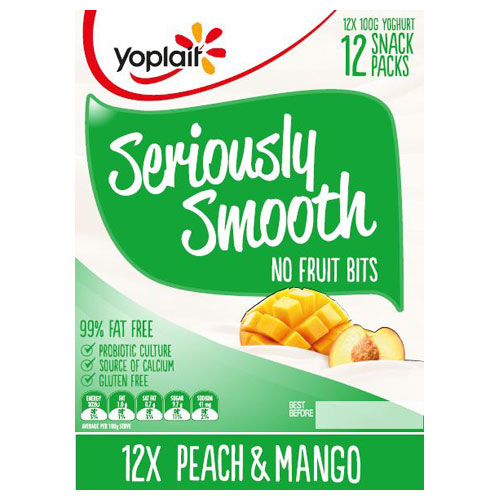 Yoplait
12X 100G YOGHURT
12 SNACK
PACKS
Seriously
Smooth
NO FRUIT BITS
99% FAT FREE
PROBIOTIC CULTURE
SOURCE OF CALCIUM
GLUTEN FREE
ENERGY FAT SAT FAT SUGAR SODIUM
AVERAGE PER 100g SERVE
BEST
BEFORE
12X PEACH & MANGO